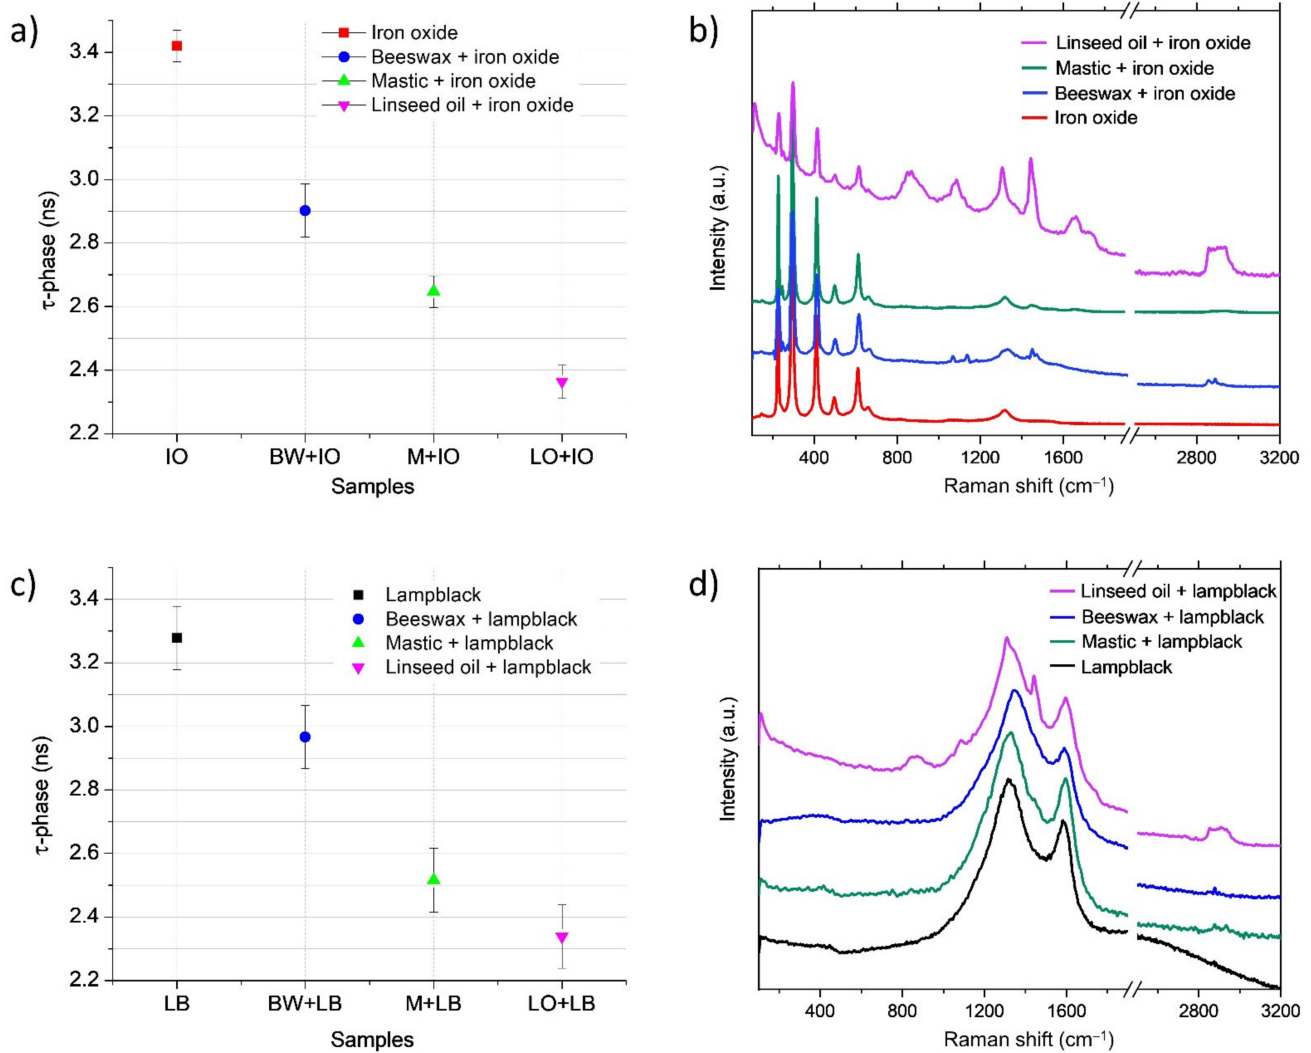 a)
Iron oxide
Beeswax + iron oxide
Mastic + iron oxide
Linseed oil + iron oxide
3.4
3.2
3.0
2.8
2.6
2.4
2.2
τ-phase (ns)
IO BW+IO M+IO LO+IO
Samples
b)
Linseed oil + iron oxide
Mastic + iron oxide
Beeswax + iron oxide
Iron oxide
Intensity (a.u.)
400 800 1200 1600 2800 3200
Raman shift (cm⁻¹)
c)
Lampblack
Beeswax + lampblack
Mastic + lampblack
Linseed oil + lampblack
3.4
3.2
3.0
2.8
2.6
2.4
2.2
τ-phase (ns)
LB BW+LB M+LB LO+LB
Samples
d)
Linseed oil + lampblack
Beeswax + lampblack
Mastic + lampblack
Lampblack
Intensity (a.u.)
400 800 1200 1600 2800 3200
Raman shift (cm⁻¹)